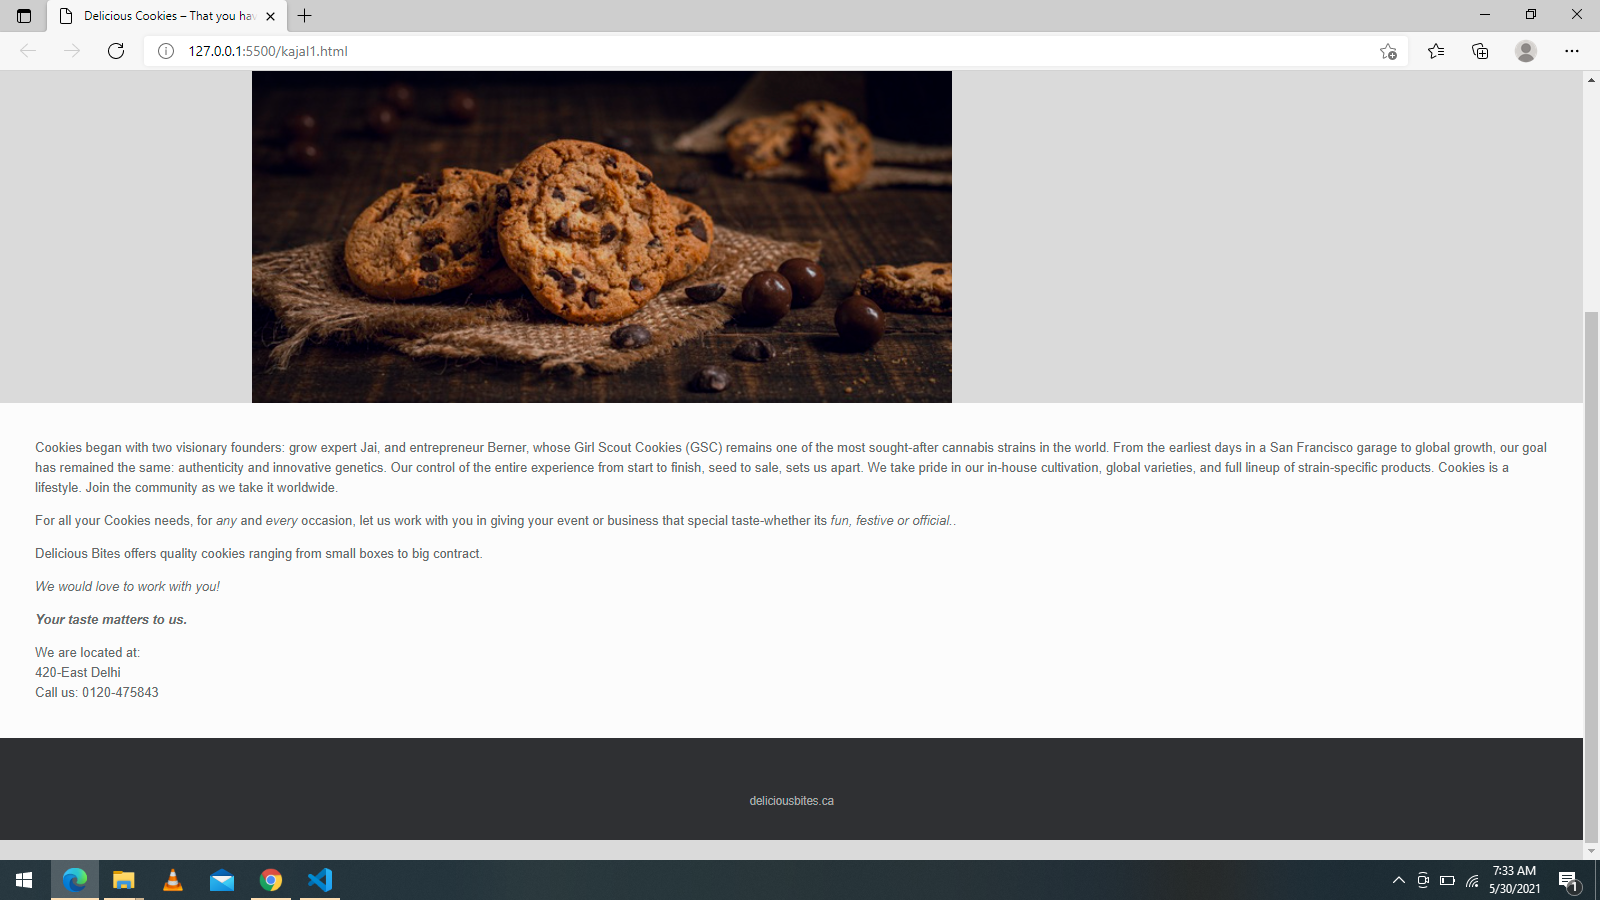 Delicious Cookies – That you hav
127.0.0.1:5500/kajal1.html
Cookies began with two visionary founders: grow expert Jai, and entrepreneur Berner, whose Girl Scout Cookies (GSC) remains one of the most sought-after cannabis strains in the world. From the earliest days in a San Francisco garage to global growth, our goal
has remained the same: authenticity and innovative genetics. Our control of the entire experience from start to finish, seed to sale, sets us apart. We take pride in our in-house cultivation, global varieties, and full lineup of strain-specific products. Cookies is a
lifestyle. Join the community as we take it worldwide.
For all your Cookies needs, for any and every occasion, let us work with you in giving your event or business that special taste-whether its fun, festive or official..
Delicious Bites offers quality cookies ranging from small boxes to big contract.
We would love to work with you!
Your taste matters to us.
We are located at:
420-East Delhi
Call us: 0120-475843
deliciousbites.ca
7:33 AM
5/30/2021
1